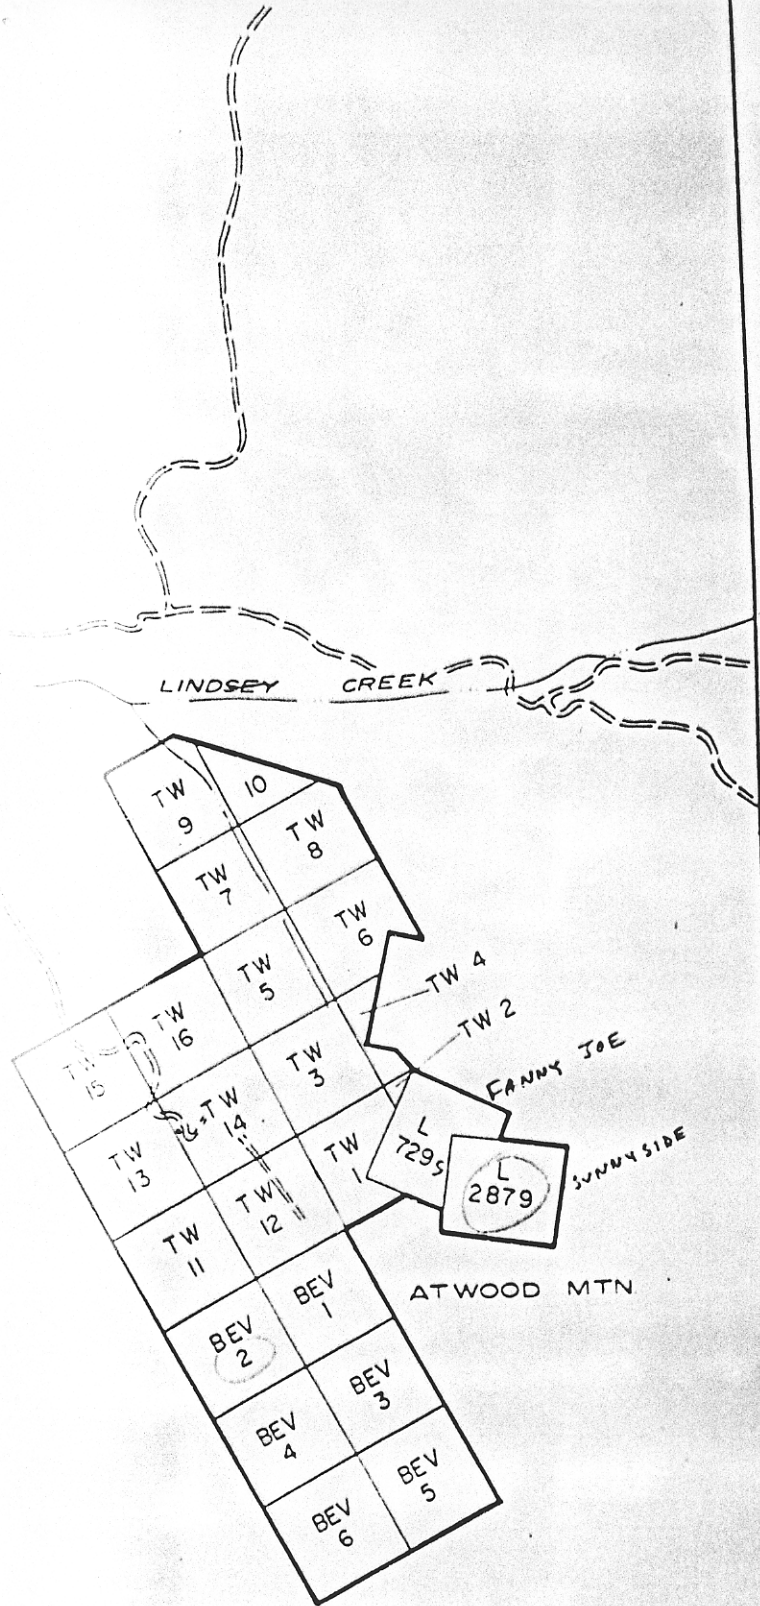 LINDSEY CREEK
TW
9
10
TW
8
TW
7
TW
6
TW
5
TW 4
TW
16
TW 2
TW
3
TW
15
FANNY JOE
TW
14
L
729S
TW
13
TW
1
L
2879
SUNNYSIDE
TW
12
TW
11
ATWOOD MTN
BEV
1
BEV
2
BEV
3
BEV
4
BEV
5
BEV
6